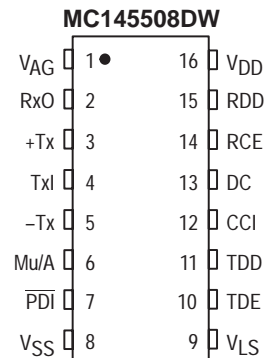 MC145508DW
VAG 1 16 VDD
RxO 2 15 RDD
+Tx 3 14 RCE
TxI 4 13 DC
–Tx 5 12 CCI
Mu/A 6 11 TDD
PDI 7 10 TDE
VSS 8 9 VLS